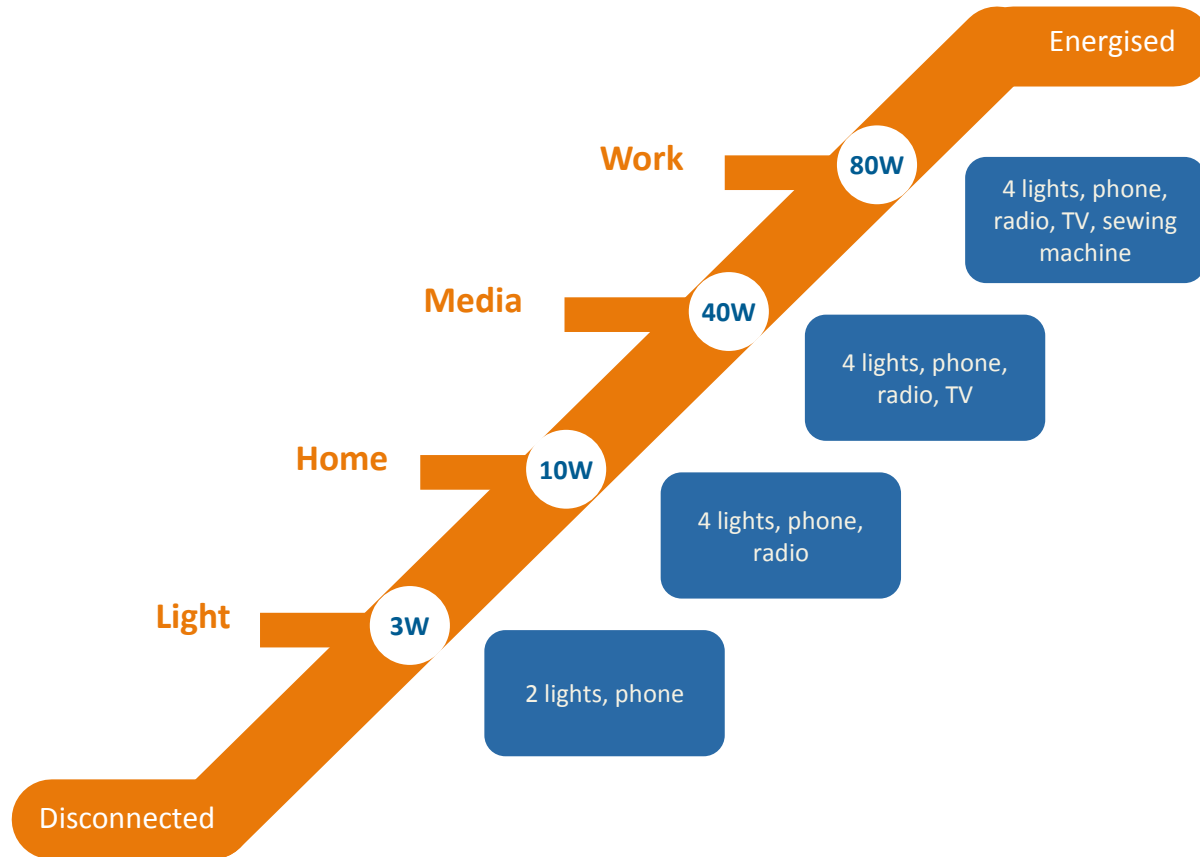 Energised
Work
80W
4 lights, phone,
radio, TV, sewing
machine
Media
40W
4 lights, phone,
radio, TV
Home
10W
4 lights, phone,
radio
Light
3W
2 lights, phone
Disconnected